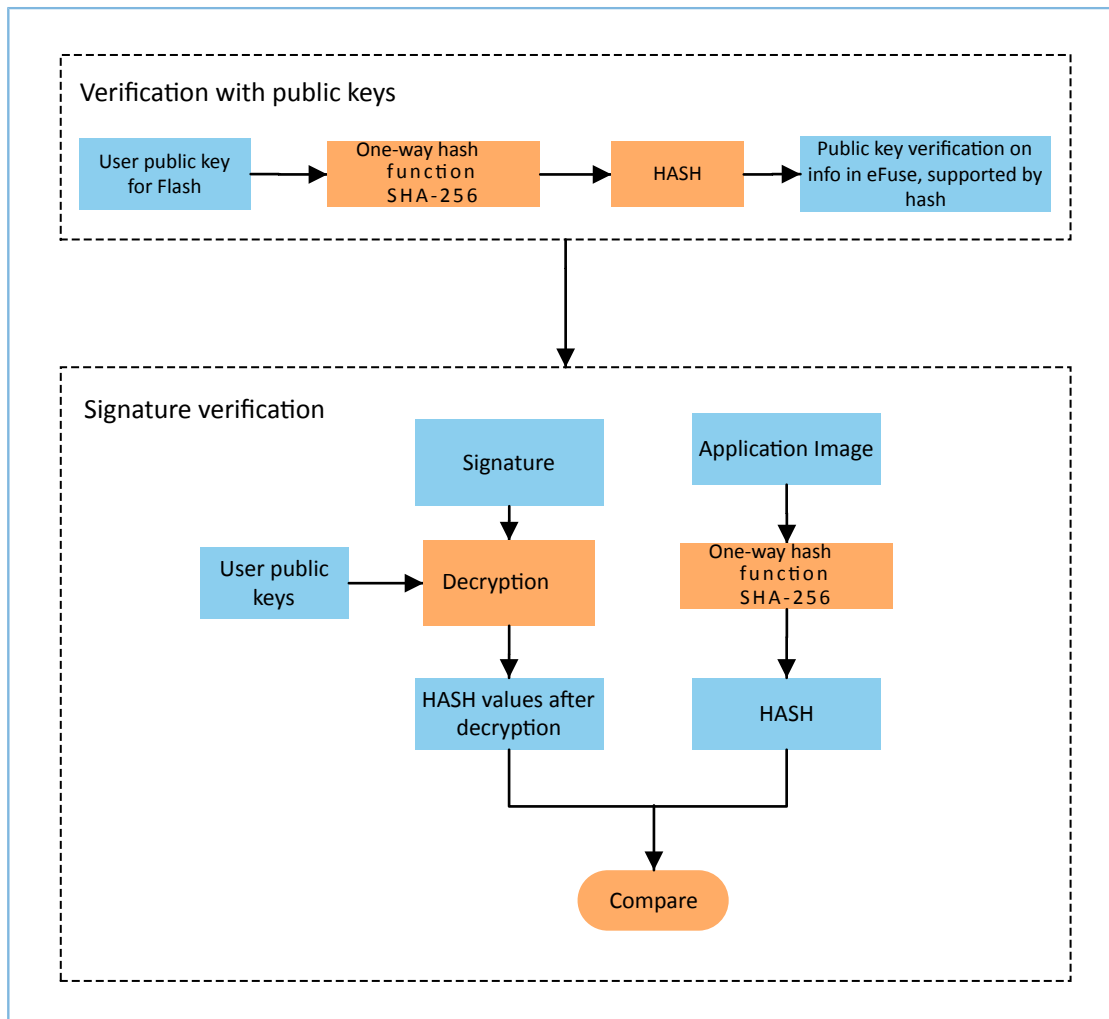 Verification with public keys
User public key
for Flash
One-way hash
function
SHA-256
HASH
Public key verification on
info in eFuse, supported by
hash
Signature verification
Signature
Application Image
User public
keys
Decryption
One-way hash
function
SHA-256
HASH values after
decryption
HASH
Compare